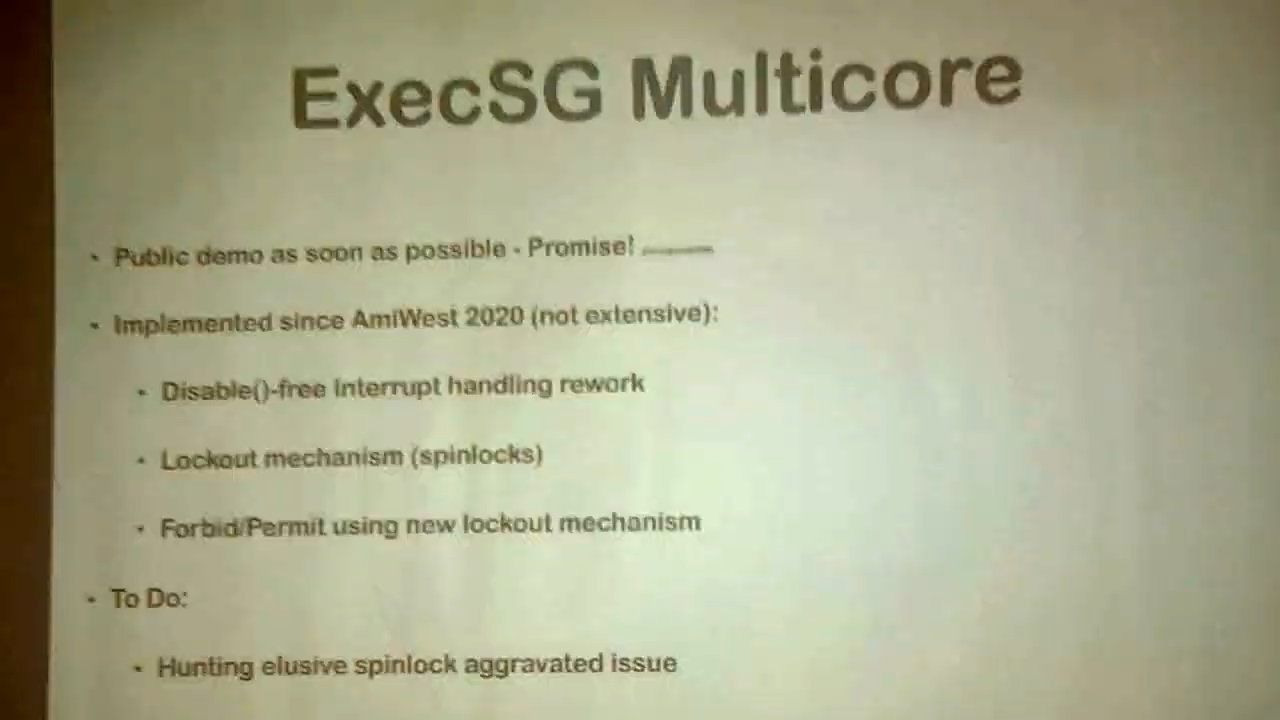 ExecSG Multicore
• Public demo as soon as possible - Promise!
• Implemented since AmiWest 2020 (not extensive):
• Disable()-free Interrupt handling rework
• Lockout mechanism (spinlocks)
• Forbid/Permit using new lockout mechanism
• To Do:
• Hunting elusive spinlock aggravated issue